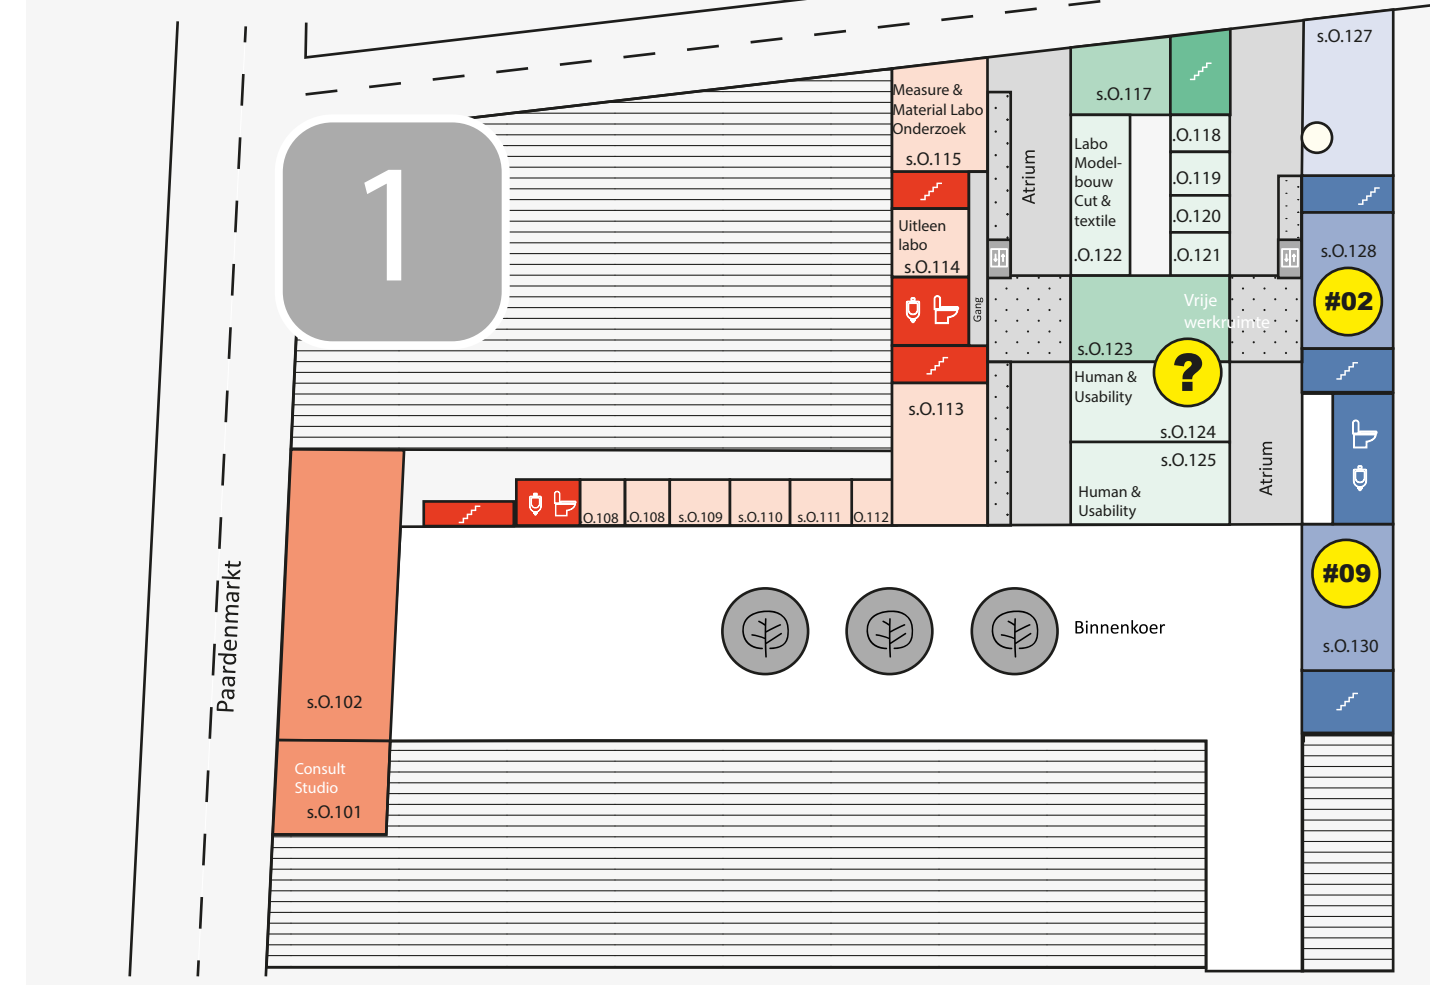 s.O.127
Measure &
Material Labo
Onderzoek
s.O.115
s.O.117
.O.118
.O.119
.O.120
.O.121
Labo
Model-
bouw
Cut &
textile
.O.122
Atrium
1
Uitleen
labo
s.O.114
Gang
s.O.128
#02
Vrije
werkruimte
s.O.123
?
Human &
Usability
s.O.124
s.O.125
Human &
Usability
Atrium
s.O.113
O.108
.O.108
s.O.109
s.O.110
s.O.111
O.112
#09
s.O.130
Binnenkoer
Paardenmarkt
s.O.102
Consult
Studio
s.O.101